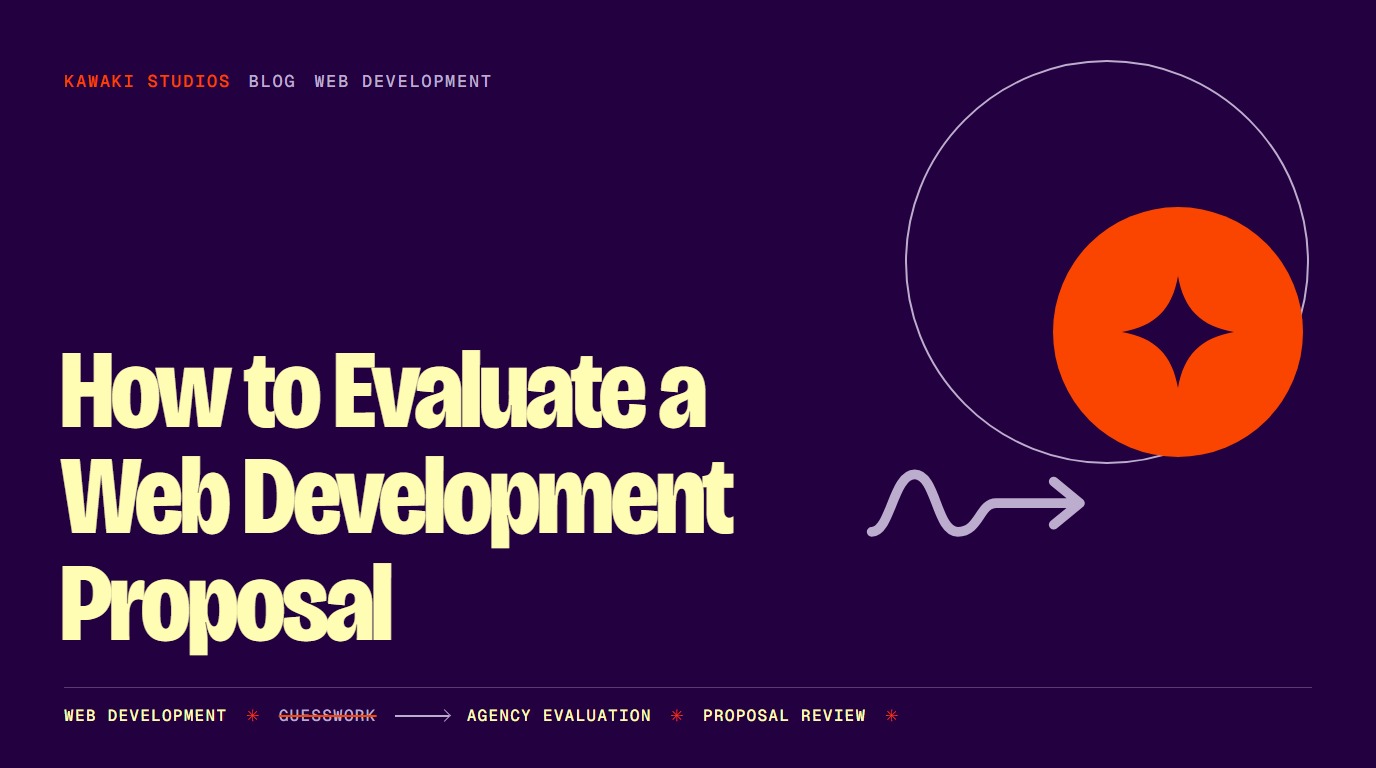 KAWAKI STUDIOS BLOG WEB DEVELOPMENT
How to Evaluate a
Web Development
Proposal
WEB DEVELOPMENT ✳ GUESSWORK → AGENCY EVALUATION ✳ PROPOSAL REVIEW ✳